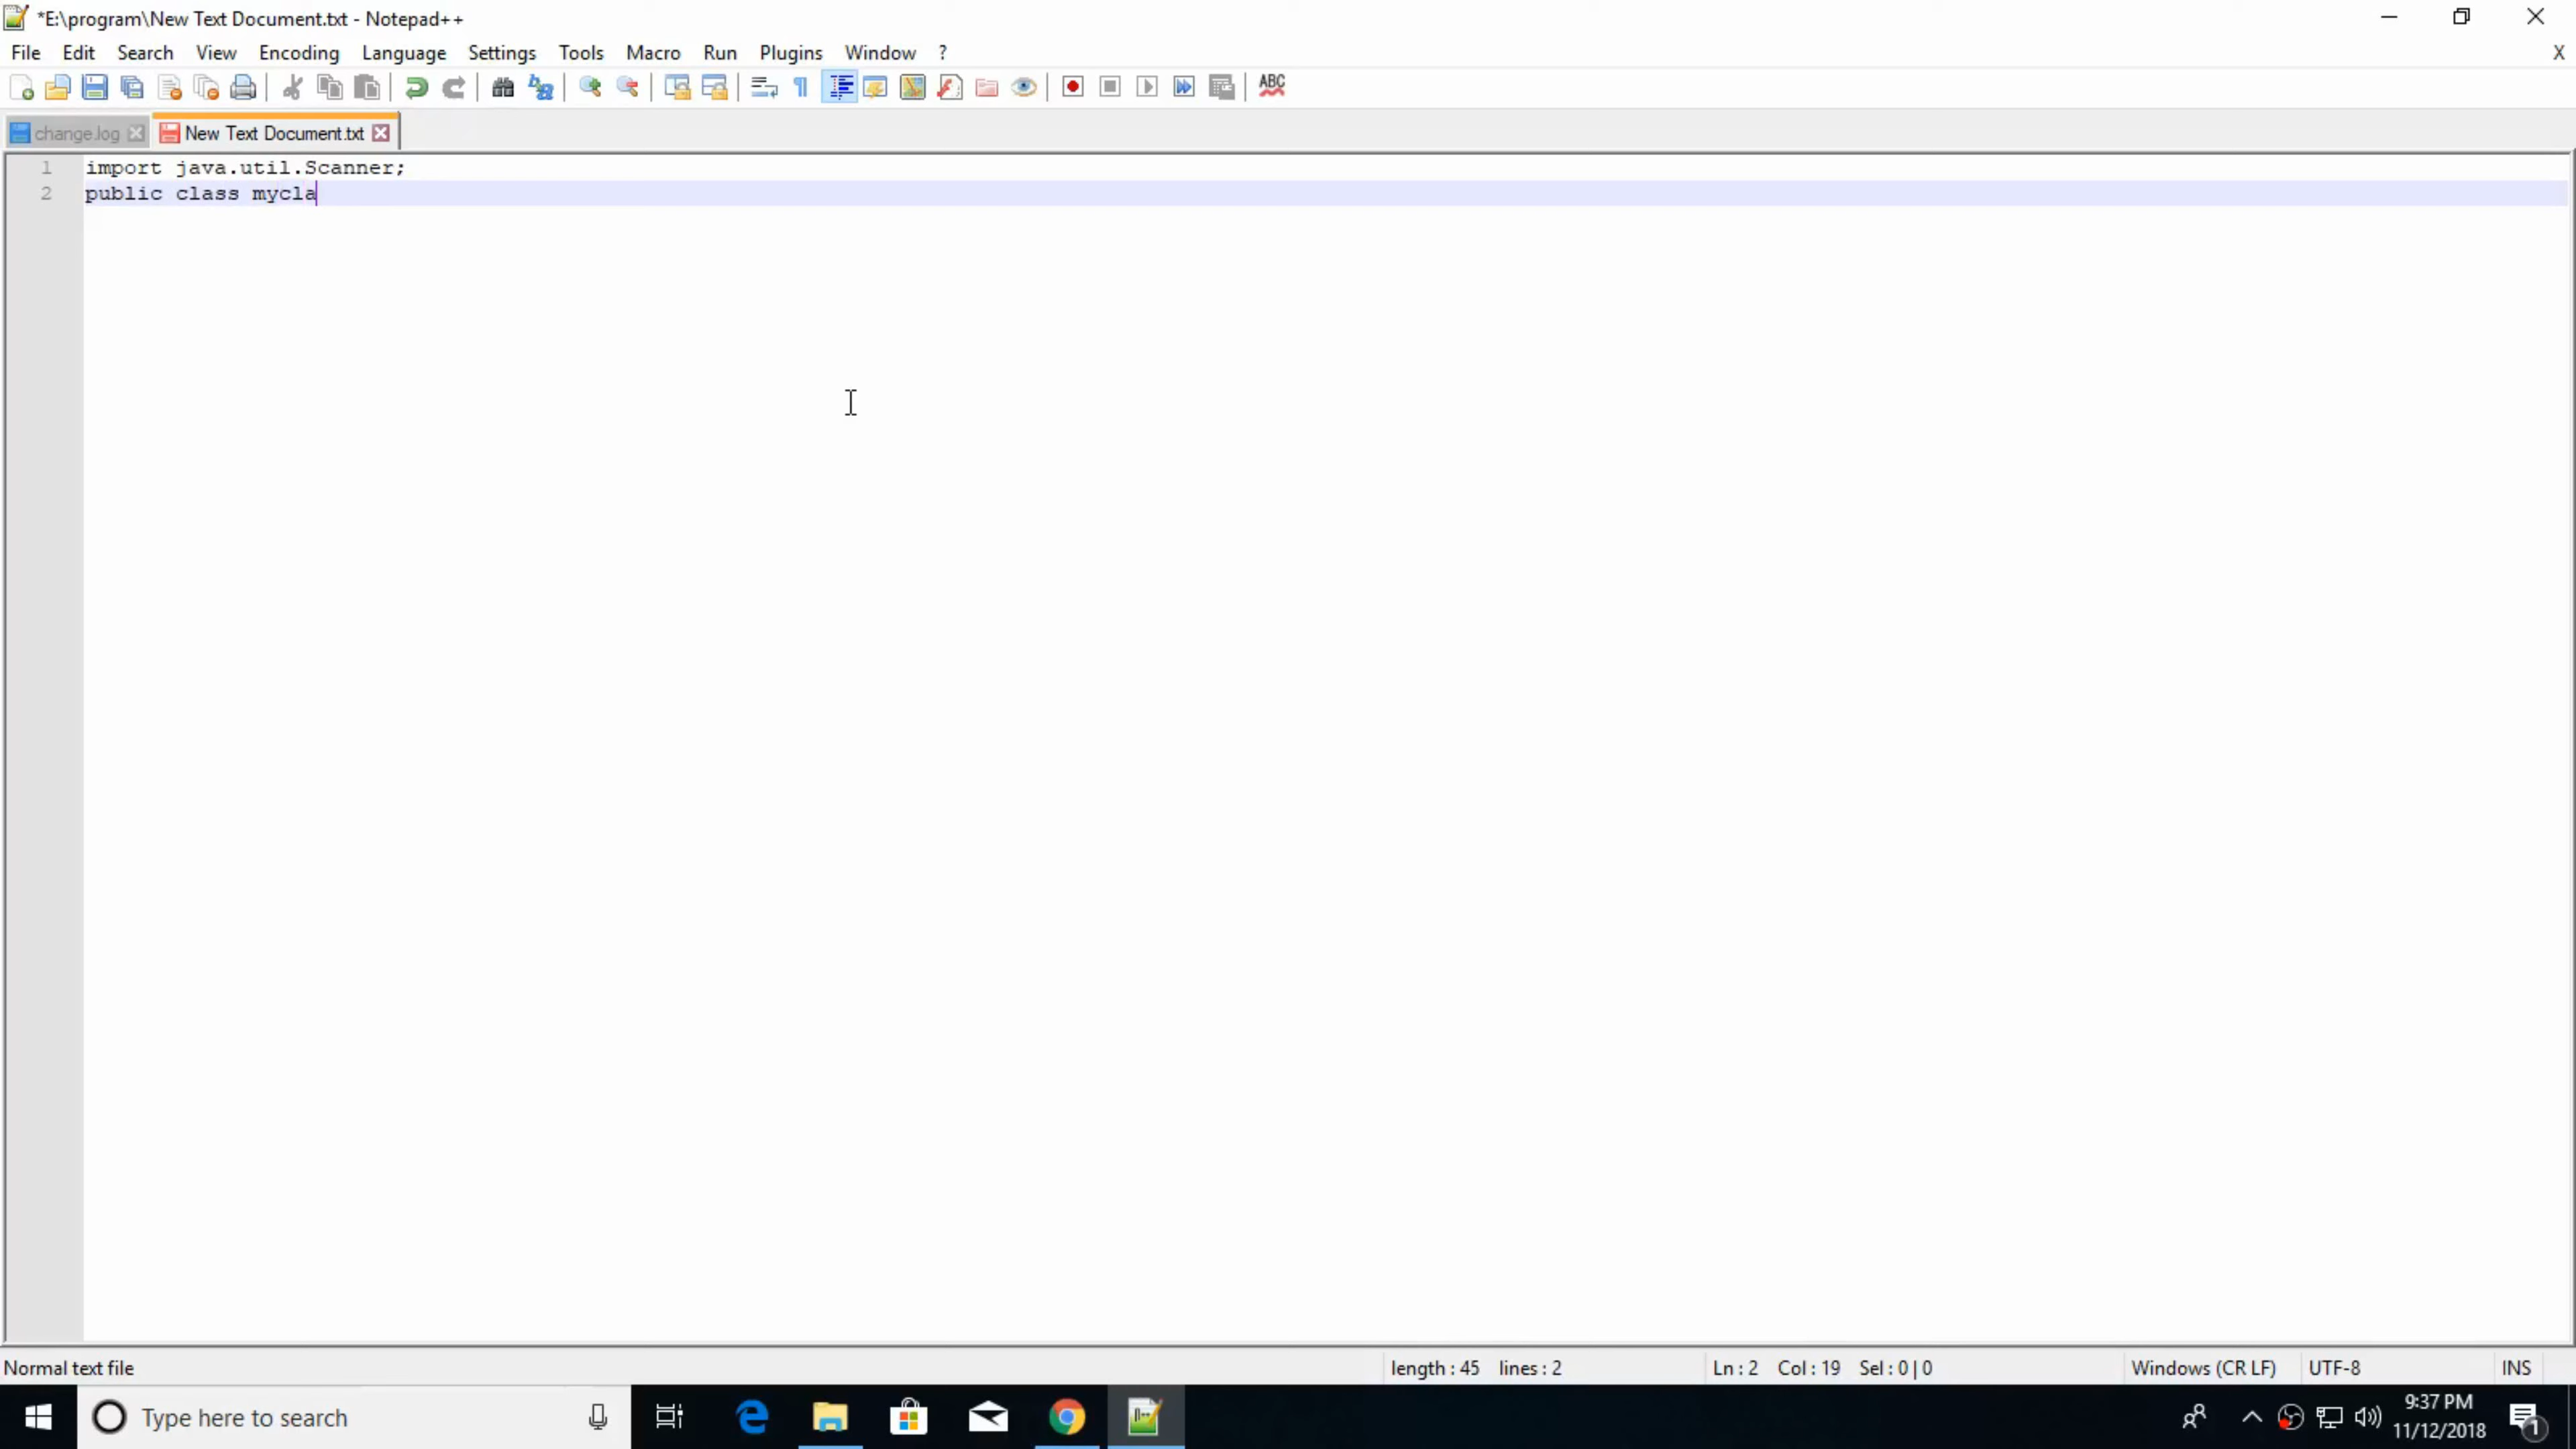 *E:\program\New Text Document.txt - Notepad++
File Edit Search View Encoding Language Settings Tools Macro Run Plugins Window ?
X
ABC
change.log New Text Document.txt
1 import java.util.Scanner;
2 public class mycla
Normal text file length : 45 lines : 2 Ln : 2 Col : 19 Sel : 0 | 0 Windows (CR LF) UTF-8 INS
Type here to search
9:37 PM
11/12/2018
1